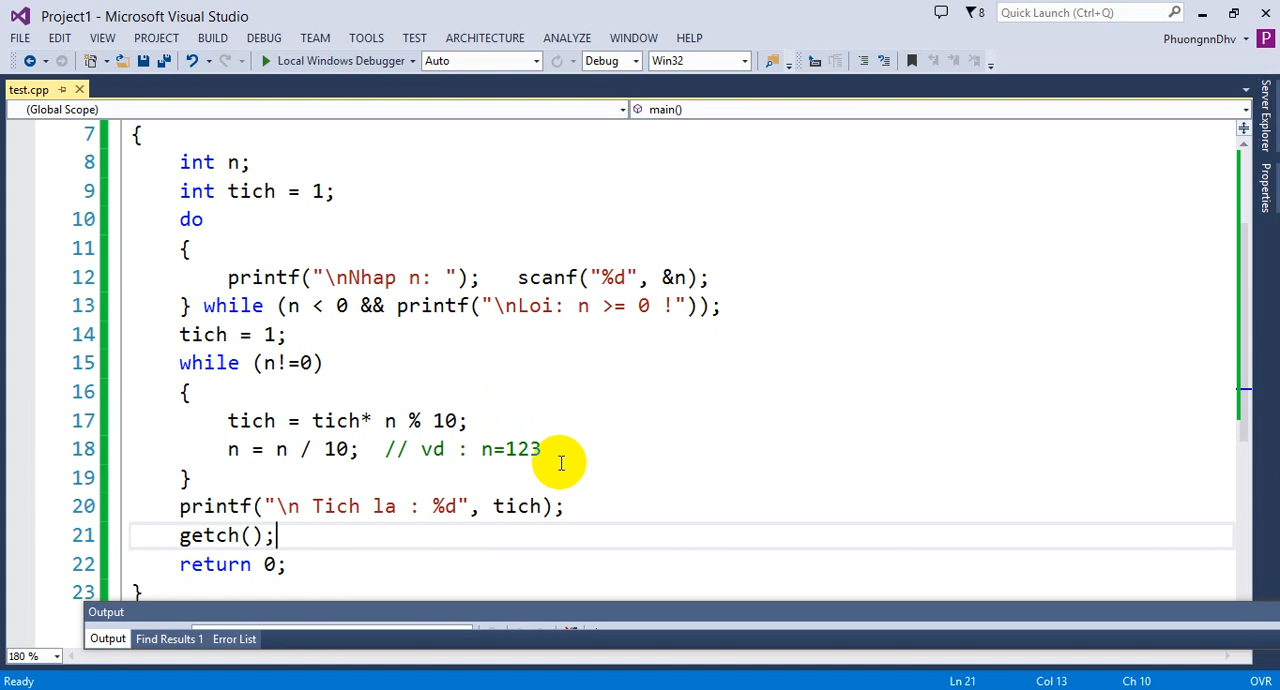 Project1 - Microsoft Visual Studio
8
Quick Launch (Ctrl+Q)
FILE EDIT VIEW PROJECT BUILD DEBUG TEAM TOOLS TEST ARCHITECTURE ANALYZE WINDOW HELP
PhuongnnDhv P
Local Windows Debugger Auto Debug Win32
test.cpp
(Global Scope) main()
Server Explorer
Properties
7 {
8 int n;
9 int tich = 1;
10 do
11 {
12 printf("\nNhap n: "); scanf("%d", &n);
13 } while (n < 0 && printf("\nLoi: n >= 0 !"));
14 tich = 1;
15 while (n!=0)
16 {
17 tich = tich* n % 10;
18 n = n / 10; // vd : n=123
19 }
20 printf("\n Tich la : %d", tich);
21 getch();
22 return 0;
23 }
Output
Output Find Results 1 Error List
180 %
Ready Ln 21 Col 13 Ch 10 OVR